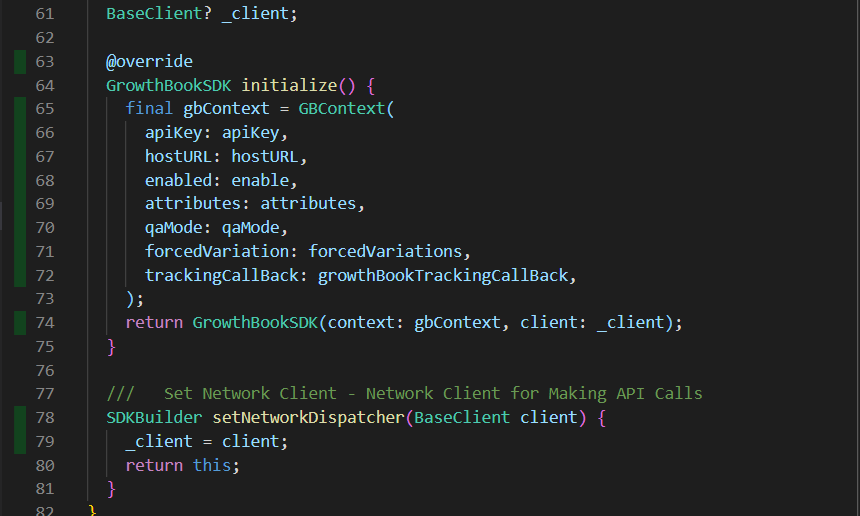 61 BaseClient? _client;
62
63 @override
64 GrowthBookSDK initialize() {
65 final gbContext = GBContext(
66 apiKey: apiKey,
67 hostURL: hostURL,
68 enabled: enable,
69 attributes: attributes,
70 qaMode: qaMode,
71 forcedVariation: forcedVariations,
72 trackingCallBack: growthBookTrackingCallBack,
73 );
74 return GrowthBookSDK(context: gbContext, client: _client);
75 }
76
77 /// Set Network Client - Network Client for Making API Calls
78 SDKBuilder setNetworkDispatcher(BaseClient client) {
79 _client = client;
80 return this;
81 }
82 }